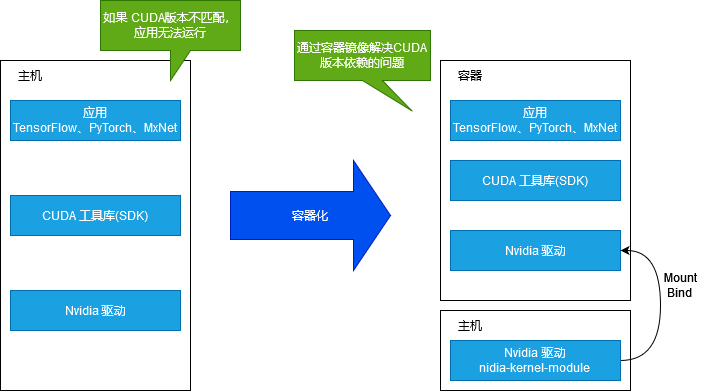 如果 CUDA版本不匹配,
应用无法运行
主机
应用
TensorFlow、PyTorch、MxNet
CUDA 工具库(SDK)
Nvidia 驱动
容器化
通过容器镜像解决CUDA
版本依赖的问题
容器
应用
TensorFlow、PyTorch、MxNet
CUDA 工具库(SDK)
Nvidia 驱动
Mount
Bind
主机
Nvidia 驱动
nidia-kernel-module